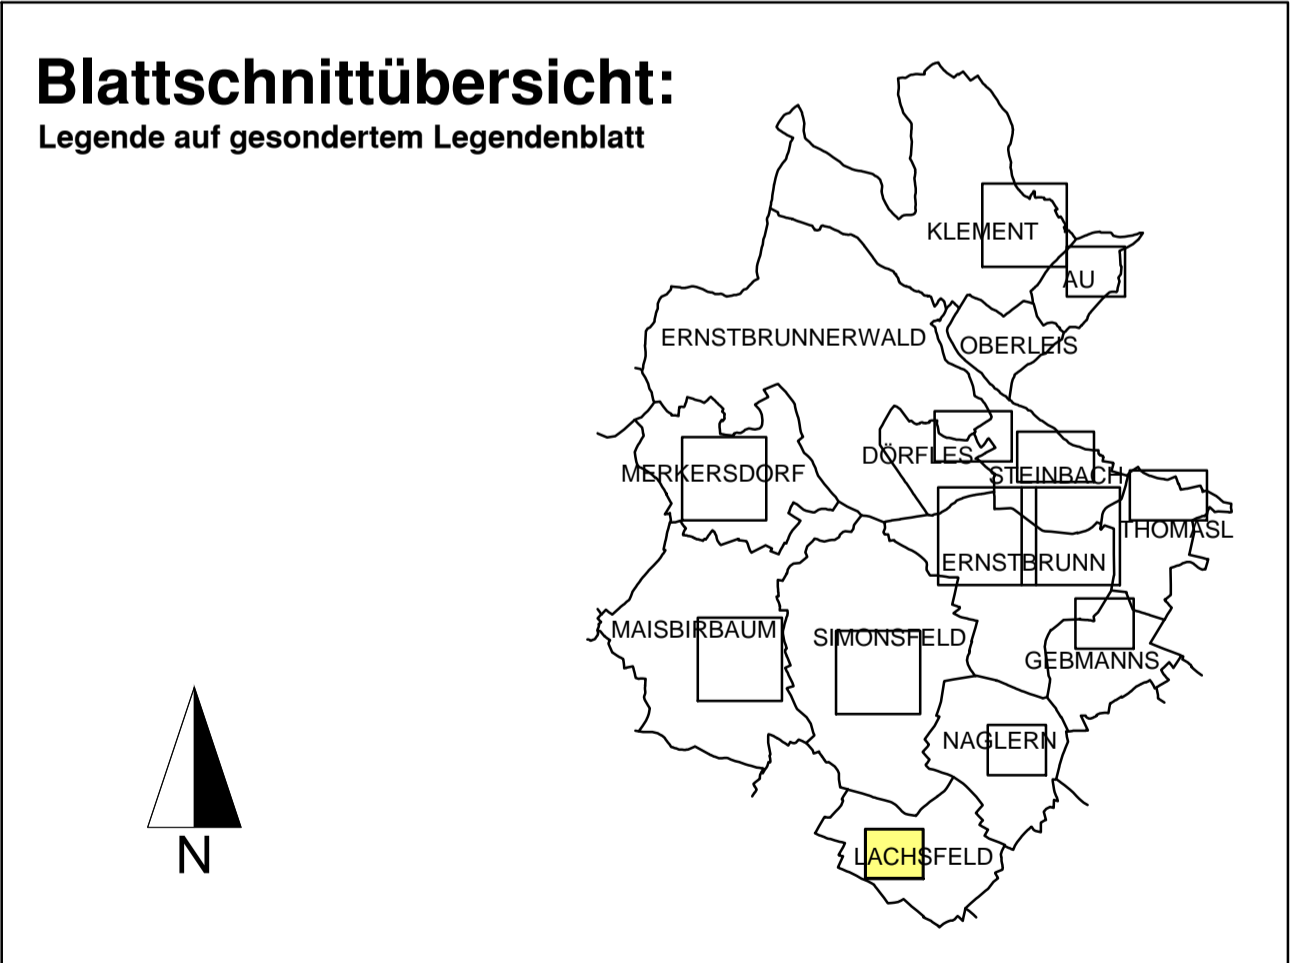 Blattschnittübersicht:
Legende auf gesondertem Legendenblatt
KLEMENT
AU
ERNSTBRUNNERWALD
OBERLEIS
DÖRFLES
MERKERSDORF
STEINBACH
THOMASL
ERNSTBRUNN
MAISBIRBAUM
SIMONSFELD
GEBMANNS
NAGLERN
LACHSFELD
N